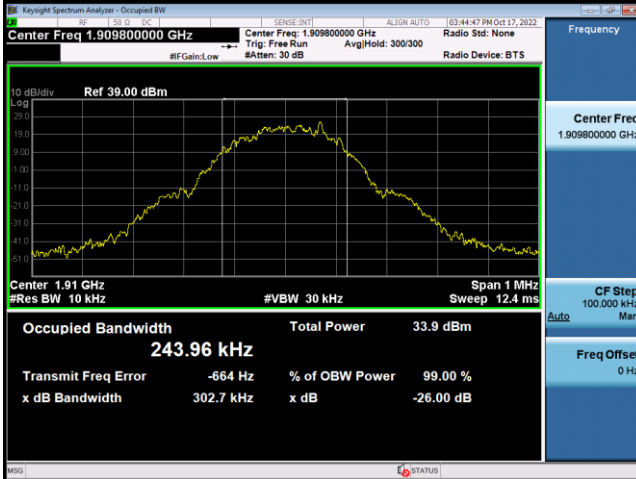 Keysight Spectrum Analyzer - Occupied BW
RF 50 Ω DC SENSE:INT ALIGN AUTO 03:44:47 PM Oct 17, 2022
Center Freq 1.909800000 GHz Center Freq: 1.909800000 GHz Radio Std: None
Trig: Free Run Avg|Hold: 300/300
#IFGain:Low #Atten: 30 dB Radio Device: BTS
Frequency
10 dB/div Ref 39.00 dBm
Log
29.0
19.0
9.00
-1.00
-11.0
-21.0
-31.0
-41.0
-51.0
Center 1.91 GHz Span 1 MHz
#Res BW 10 kHz #VBW 30 kHz Sweep 12.4 ms
Occupied Bandwidth Total Power 33.9 dBm
243.96 kHz
Transmit Freq Error -664 Hz % of OBW Power 99.00 %
x dB Bandwidth 302.7 kHz x dB -26.00 dB
Center Freq
1.909800000 GHz
CF Step
100.000 kHz
Auto Man
Freq Offset
0 Hz
MSG STATUS